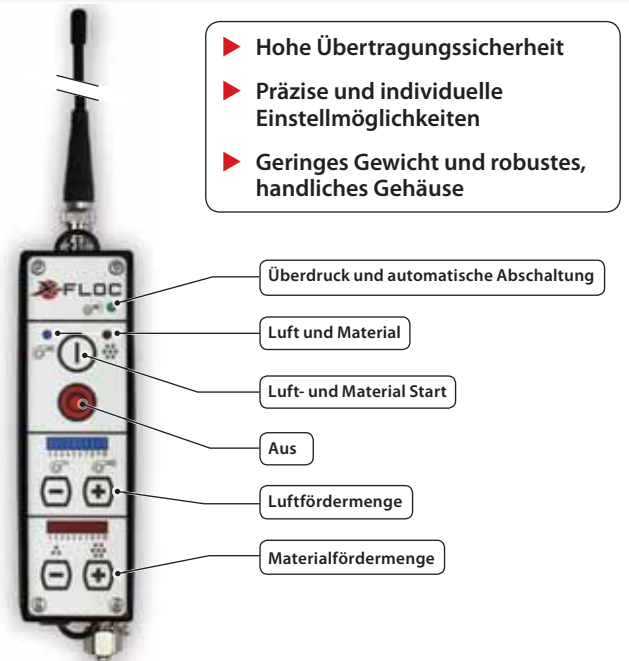 Hohe Übertragungssicherheit
Präzise und individuelle
Einstellmöglichkeiten
Geringes Gewicht und robustes,
handliches Gehäuse
Überdruck und automatische Abschaltung
X-FLOC
Luft und Material
Luft- und Material Start
Aus
Luftfördermenge
Materialfördermenge